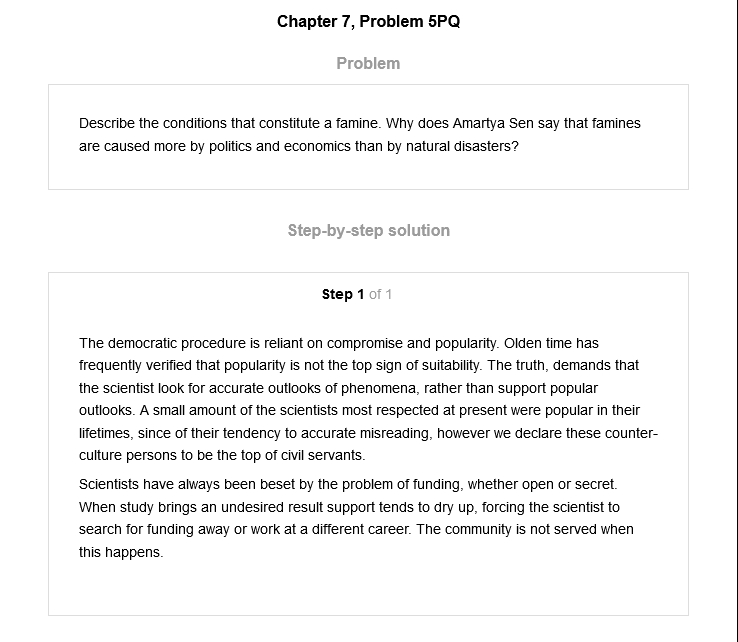 Chapter 7, Problem 5PQ
Problem
Describe the conditions that constitute a famine. Why does Amartya Sen say that famines
are caused more by politics and economics than by natural disasters?
Step-by-step solution
Step 1 of 1
The democratic procedure is reliant on compromise and popularity. Olden time has
frequently verified that popularity is not the top sign of suitability. The truth, demands that
the scientist look for accurate outlooks of phenomena, rather than support popular
outlooks. A small amount of the scientists most respected at present were popular in their
lifetimes, since of their tendency to accurate misreading, however we declare these counter-
culture persons to be the top of civil servants.
Scientists have always been beset by the problem of funding, whether open or secret.
When study brings an undesired result support tends to dry up, forcing the scientist to
search for funding away or work at a different career. The community is not served when
this happens.